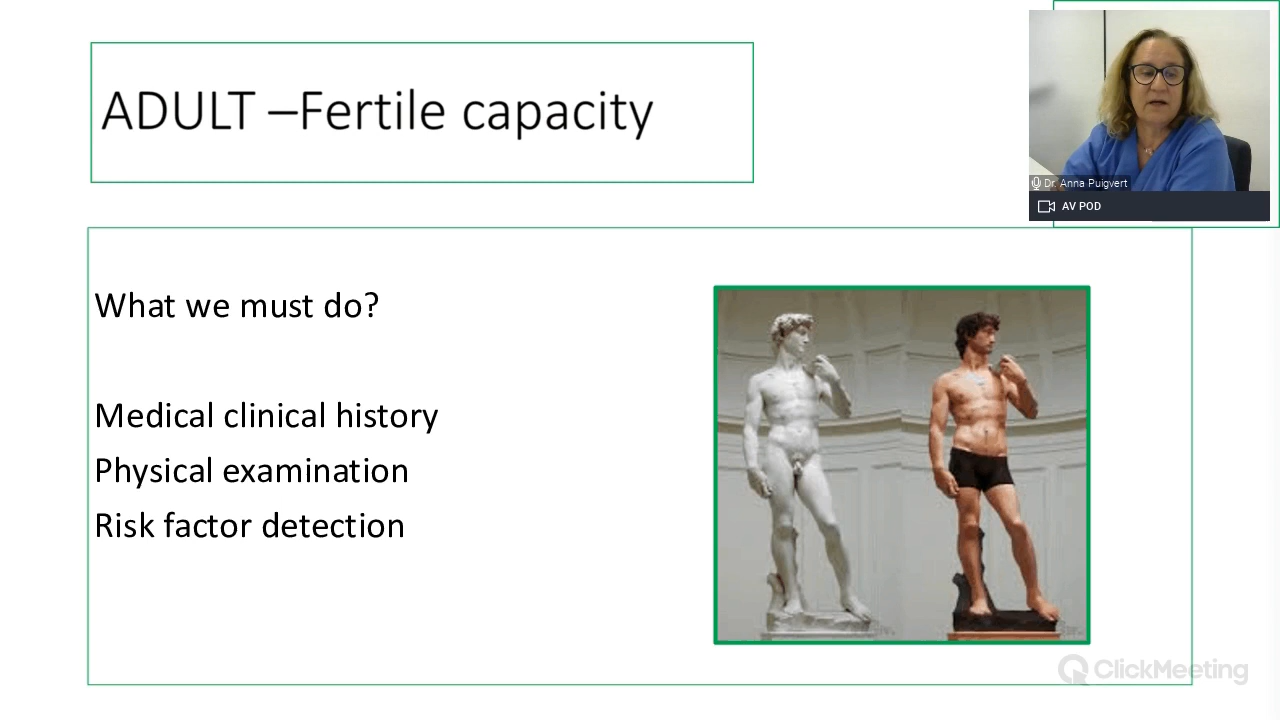 ADULT –Fertile capacity
Dr. Anna Puigvert
AV POD
What we must do?
Medical clinical history
Physical examination
Risk factor detection
ClickMeeting